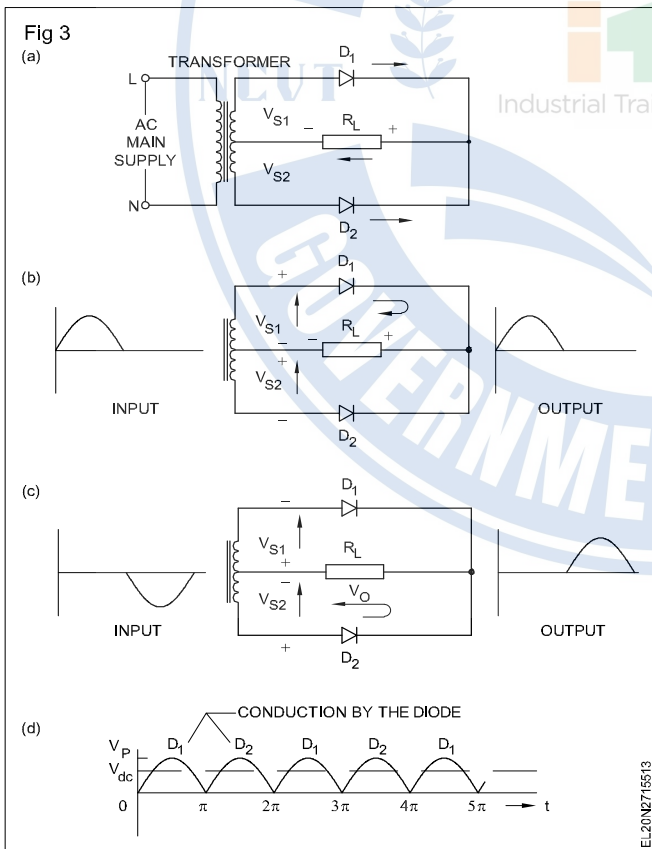 Fig 3
(a)
TRANSFORMER
D1
L
NCVT
Industrial Tra
AC
MAIN
SUPPLY
VS1
− RL +
VS2
N
D2
(b)
D1
+
VS1
− − RL +
+
VS2
−
INPUT
OUTPUT
D2
GOVERNME
(c)
D1
−
VS1
+
RL
−
VS2
VO
+
INPUT
OUTPUT
D2
(d)
CONDUCTION BY THE DIODE
VP
D1 D2 D1 D2 D1
Vdc
0 π 2π 3π 4π 5π t
EL20N2715513